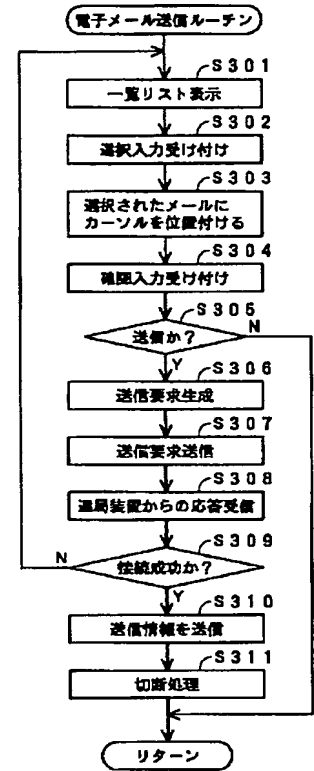 電子メール送信ルーチン
S301
一覧リスト表示
S302
選択入力受け付け
S303
選択されたメールに
カーソルを位置付ける
S304
確認入力受け付け
S305
送信か?
N
Y
S306
送信要求生成
S307
送信要求送信
S308
局装置からの応答受信
S309
接続成功か?
N
Y
S310
送信情報を送信
S311
切断処理
リターン